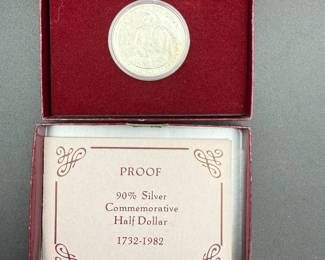 PROOF
90% Silver
Commemorative
Half Dollar
1732-1982